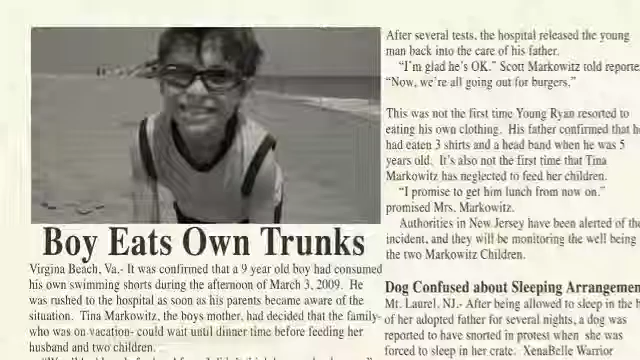 Boy Eats Own Trunks
Virgina Beach, Va.- It was confirmed that a 9 year old boy had consumed
his own swimming shorts during the afternoon of March 3, 2009. He
was rushed to the hospital as soon as his parents became aware of the
situation. Tina Markowitz, the boys mother, had decided that the family-
who was on vacation- could wait until dinner time before feeding her
husband and two children.
After several tests, the hospital released the young
man back into the care of his father.
"I'm glad he's OK." Scott Markowitz told reporte
"Now, we're all going out for burgers."
This was not the first time Young Ryan resorted to
eating his own clothing. His father confirmed that h
had eaten 3 shirts and a head band when he was 5
years old. It's also not the first time that Tina
Markowitz has neglected to feed her children.
"I promise to get him lunch from now on."
promised Mrs. Markowitz.
Authorities in New Jersey have been alerted of the
incident, and they will be monitoring the well being
the two Markowitz Children.
Dog Confused about Sleeping Arrangemen
Mt. Laurel, NJ.- After being allowed to sleep in the b
of her adopted father for several nights, a dog was
reported to have snorted in protest when she was
forced to sleep in her crate. XenaBelle Warrior